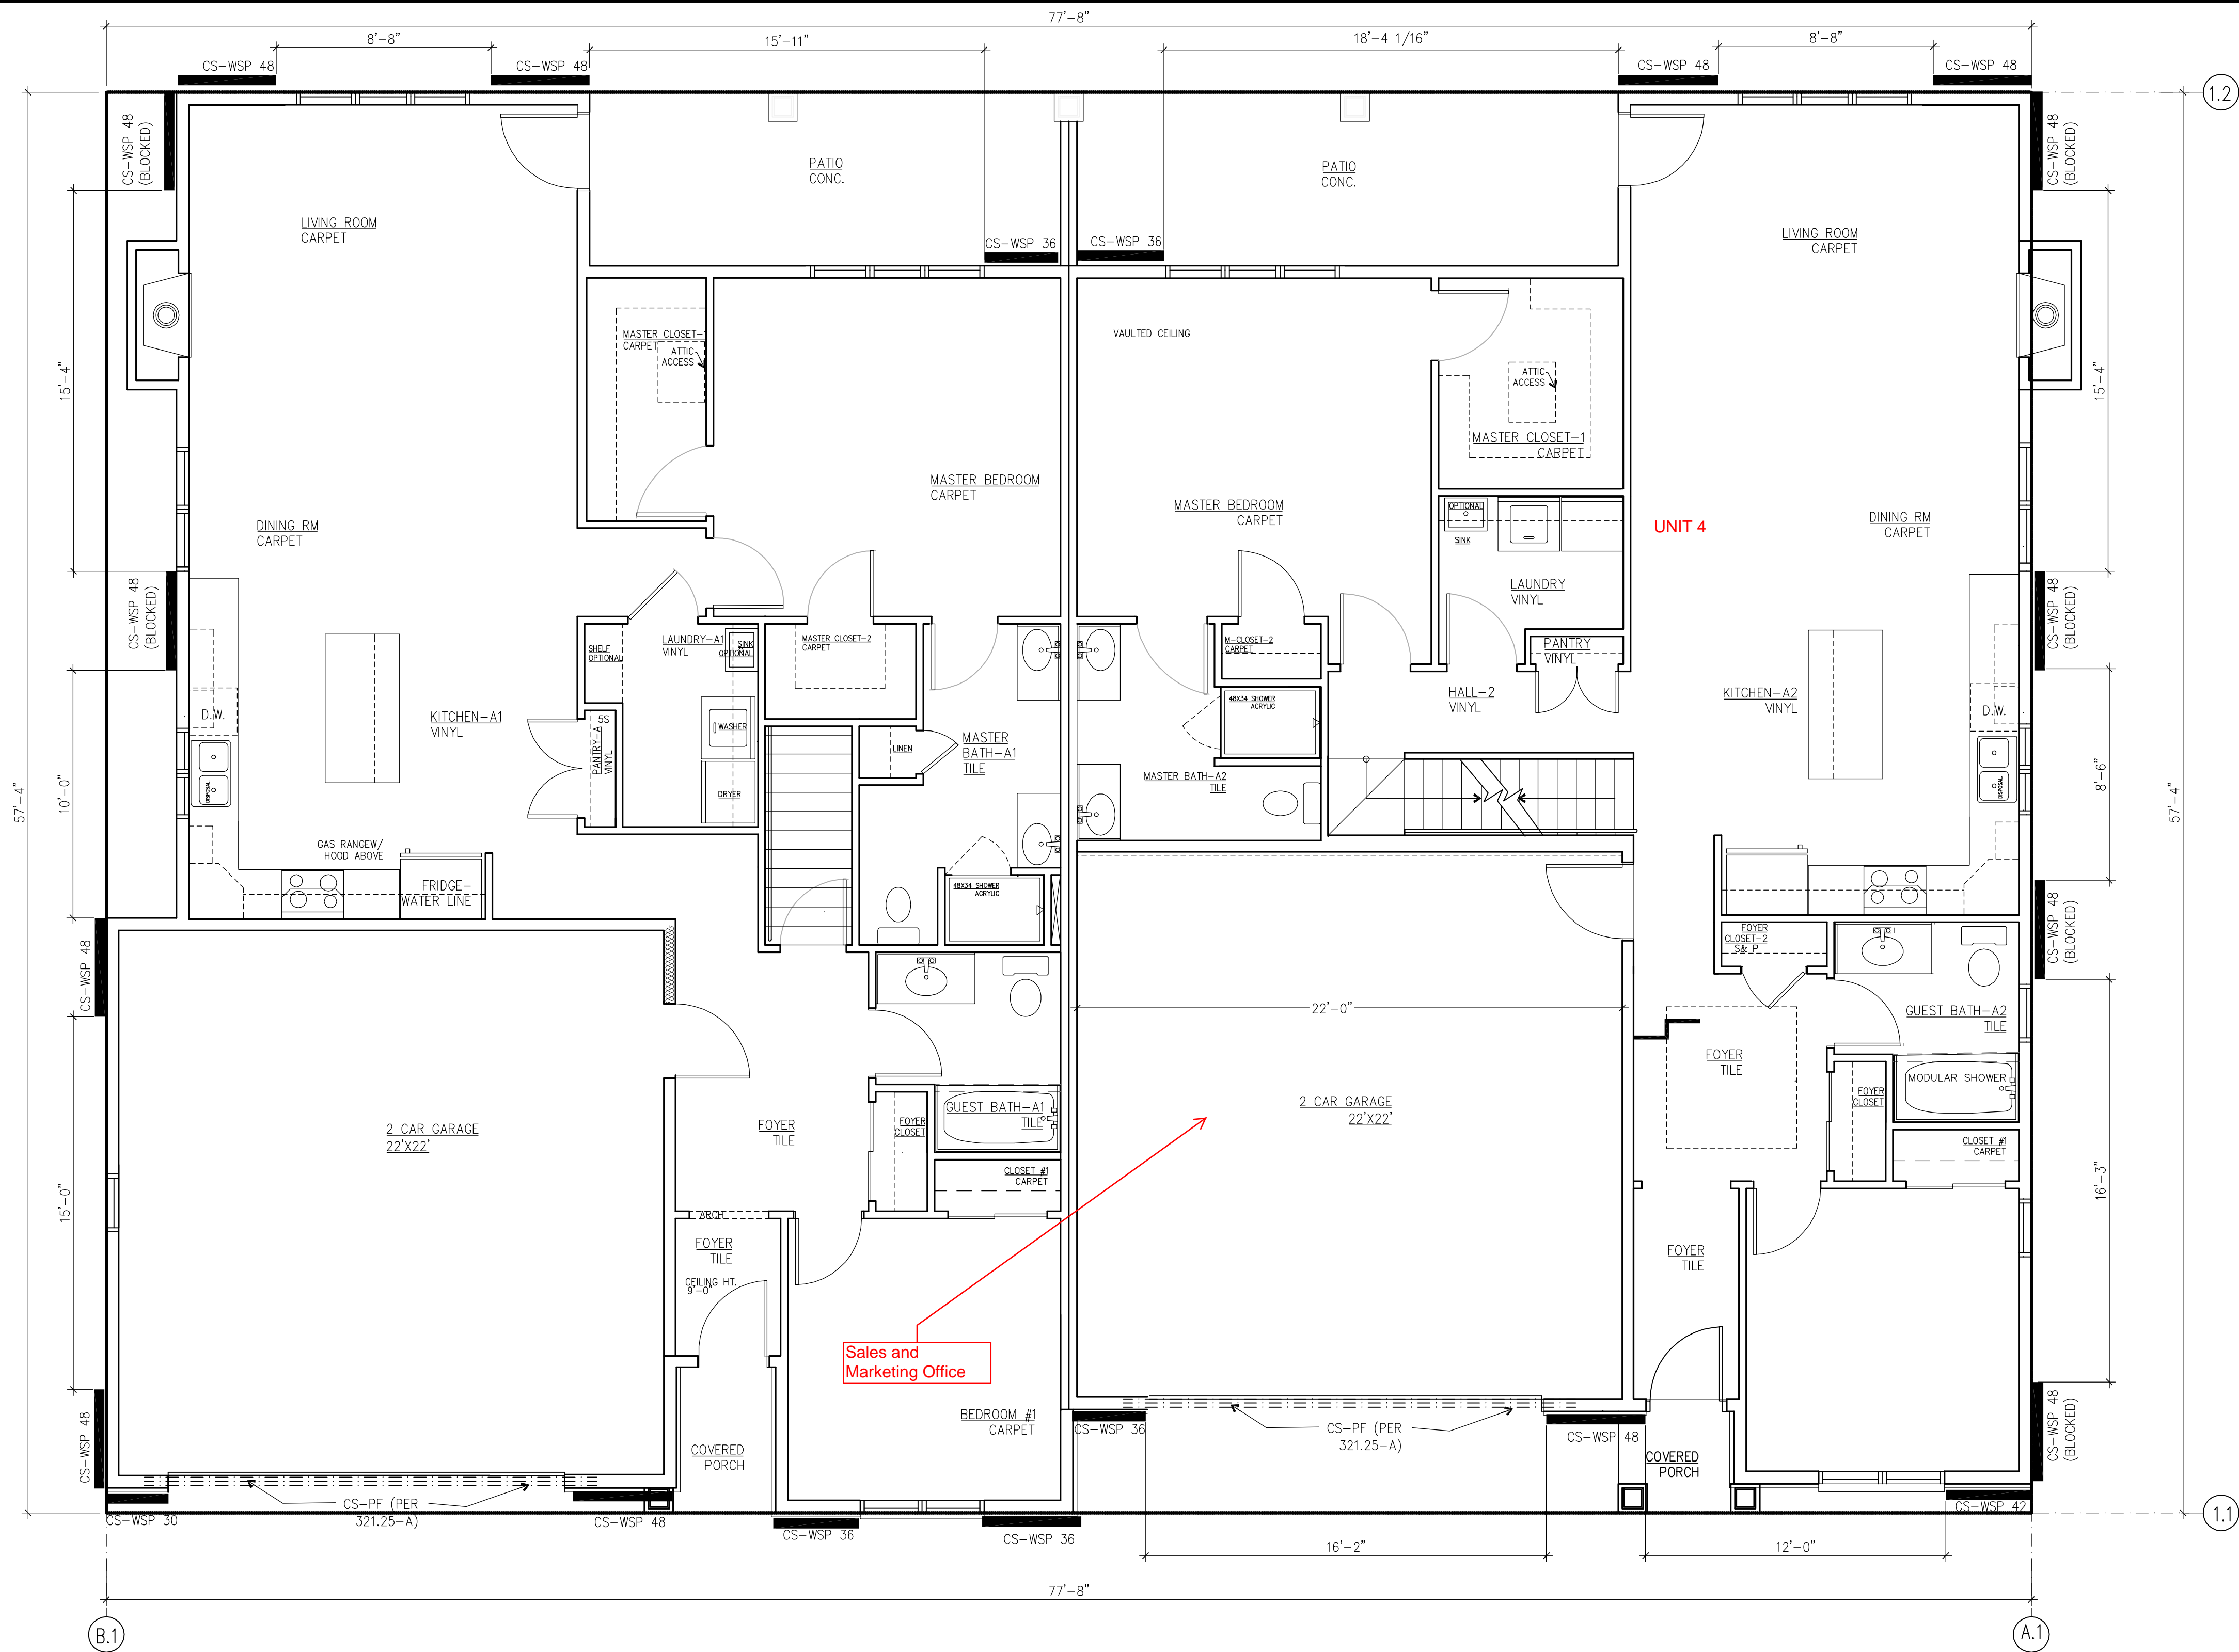 77'-8"
8'-8"
15'-11"
18'-4 1/16"
8'-8"
CS-WSP 48
CS-WSP 48
CS-WSP 48
CS-WSP 48
1.2
CS-WSP 48
(BLOCKED)
PATIO
CONC.
PATIO
CONC.
CS-WSP 48
(BLOCKED)
LIVING ROOM
CARPET
LIVING ROOM
CARPET
CS-WSP 36
CS-WSP 36
MASTER CLOSET-1
CARPET
ATTIC
ACCESS
VAULTED CEILING
ATTIC
ACCESS
15'-4"
15'-4"
MASTER CLOSET-1
CARPET
MASTER BEDROOM
CARPET
MASTER BEDROOM
CARPET
OPTIONAL
SINK
UNIT 4
DINING RM
CARPET
DINING RM
CARPET
CS-WSP 48
(BLOCKED)
LAUNDRY
VINYL
CS-WSP 48
(BLOCKED)
SHELF
OPTIONAL
LAUNDRY-A1
VINYL
SINK
OPTIONAL
MASTER CLOSET-2
CARPET
M-CLOSET-2
CARPET
PANTRY
VINYL
48X34 SHOWER
ACRYLIC
HALL-2
VINYL
KITCHEN-A2
VINYL
D.W.
D.W.
KITCHEN-A1
VINYL
PANTRY-A
VINYL
5S
WASHER
LINEN
MASTER
BATH-A1
TILE
MASTER BATH-A2
TILE
DISPOSAL
DRYER
DISPOSAL
10'-0"
8'-6"
57'-4"
57'-4"
GAS RANGEW/
HOOD ABOVE
FRIDGE-
WATER LINE
48X34 SHOWER
ACRYLIC
CS-WSP 48
CS-WSP 48
(BLOCKED)
FOYER
CLOSET-2
S& P
22'-0"
GUEST BATH-A2
TILE
FOYER
TILE
MODULAR SHOWER
FOYER
CLOSET
2 CAR GARAGE
22'X22'
FOYER
TILE
FOYER
CLOSET
GUEST BATH-A1
TILE
2 CAR GARAGE
22'X22'
CLOSET #1
CARPET
CLOSET #1
CARPET
15'-0"
16'-3"
ARCH
FOYER
TILE
CEILING HT.
9'-0"
FOYER
TILE
Sales and
Marketing Office
BEDROOM #1
CARPET
CS-WSP 36
CS-PF (PER
321.25-A)
CS-WSP 48
CS-WSP 48
COVERED
PORCH
COVERED
PORCH
CS-WSP 48
(BLOCKED)
CS-WSP 30
CS-PF (PER
321.25-A)
CS-WSP 48
CS-WSP 36
CS-WSP 36
CS-WSP 42
1.1
16'-2"
12'-0"
77'-8"
B.1
A.1